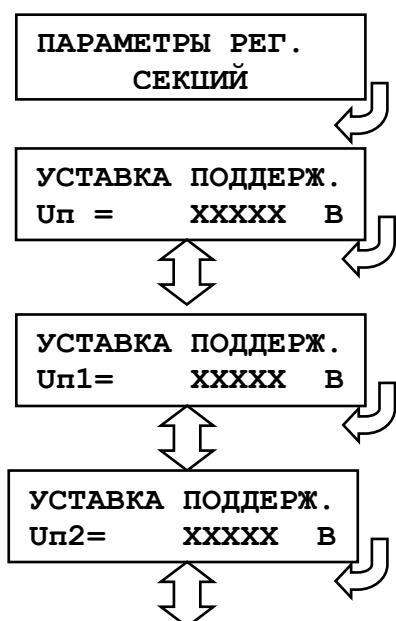 ПАРАМЕТРЫ РЕГ.
СЕКЦИЙ
УСТАВКА ПОДДЕРЖ.
Uп = XXXXX В
УСТАВКА ПОДДЕРЖ.
Uп1= XXXXX В
УСТАВКА ПОДДЕРЖ.
Uп2= XXXXX В